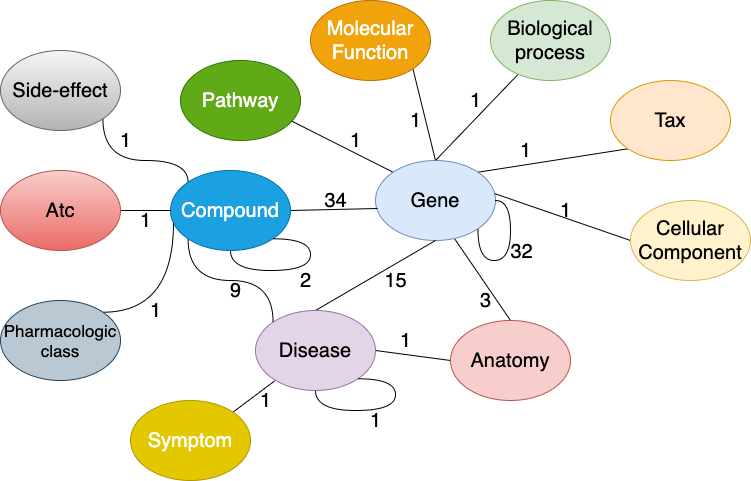 Molecular
Function
Biological
process
Side-effect
Pathway
Tax
1
1
1
1
1
Atc
Compound
34
Gene
1
1
Cellular
Component
32
2
15
9
3
1
Pharmacologic
class
Disease
1
Anatomy
1
1
Symptom